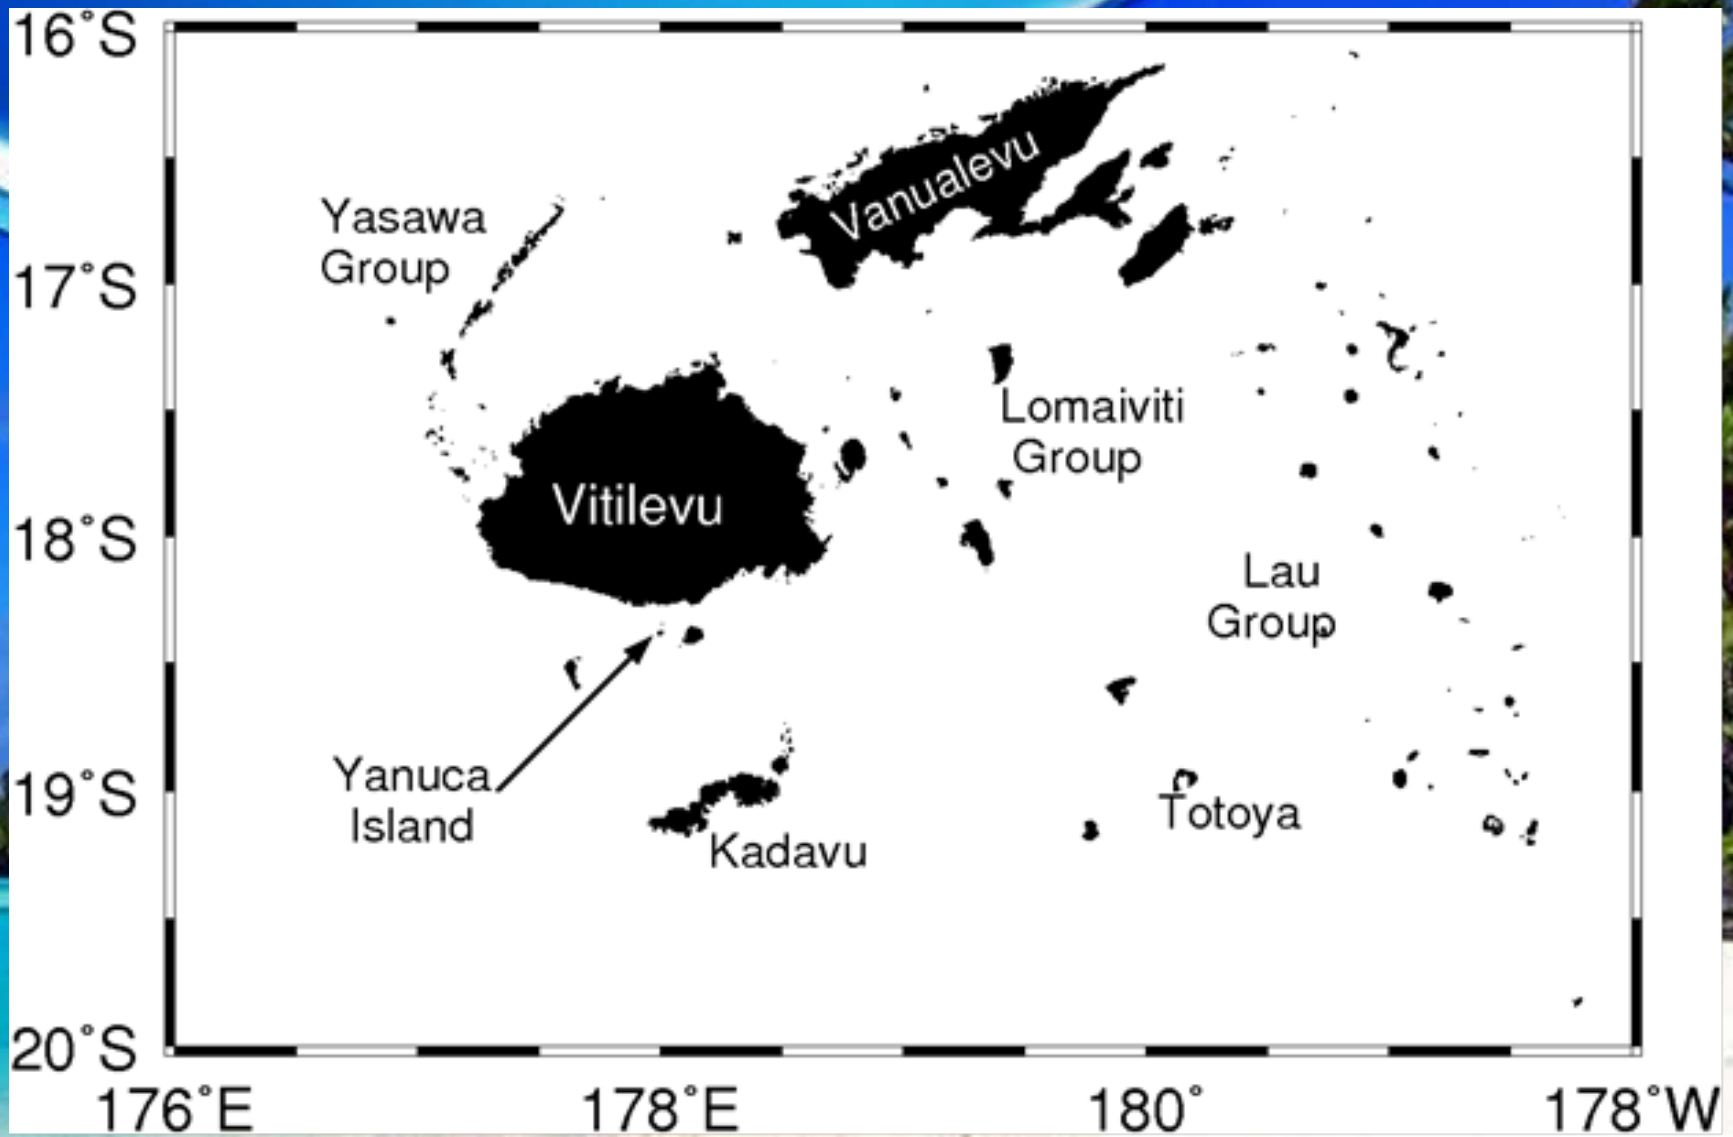 16°S
Vanualevu
Yasawa
Group
17°S
Lomaiviti
Group
Vitilevu
18°S
Lau
Group
Yanuca
Island
19°S
Totoya
Kadavu
20°S
176°E 178°E 180° 178°W